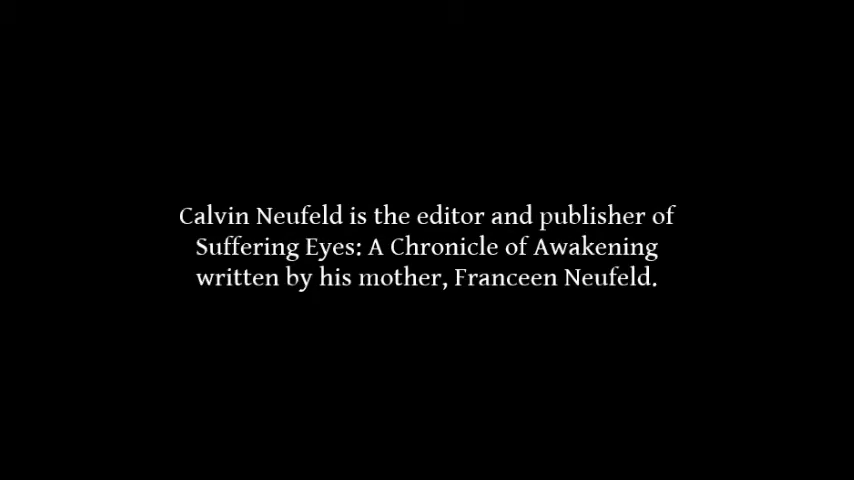 Calvin Neufeld is the editor and publisher of
Suffering Eyes: A Chronicle of Awakening
written by his mother, Franceen Neufeld.